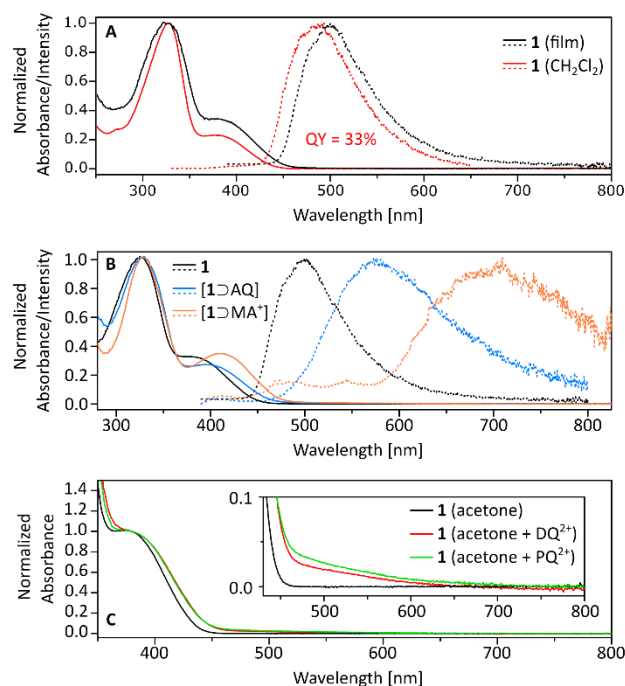 Normalized
Absorbance/Intensity
1.0
0.8
0.6
0.4
0.2
0.0
A
1 (film)
1 (CH₂Cl₂)
QY = 33%
300 400 500 600 700 800
Wavelength [nm]
Normalized
Absorbance/Intensity
1.0
0.8
0.6
0.4
0.2
0.0
B
1
[1⊃AQ]
[1⊃MA⁺]
300 400 500 600 700 800
Wavelength [nm]
Normalized
Absorbance
1.4
1.2
1.0
0.8
0.6
0.4
0.2
0.0
C
0.1
0.0
1 (acetone)
1 (acetone + DQ²⁺)
1 (acetone + PQ²⁺)
500 600 700 800
400 500 600 700 800
Wavelength [nm]